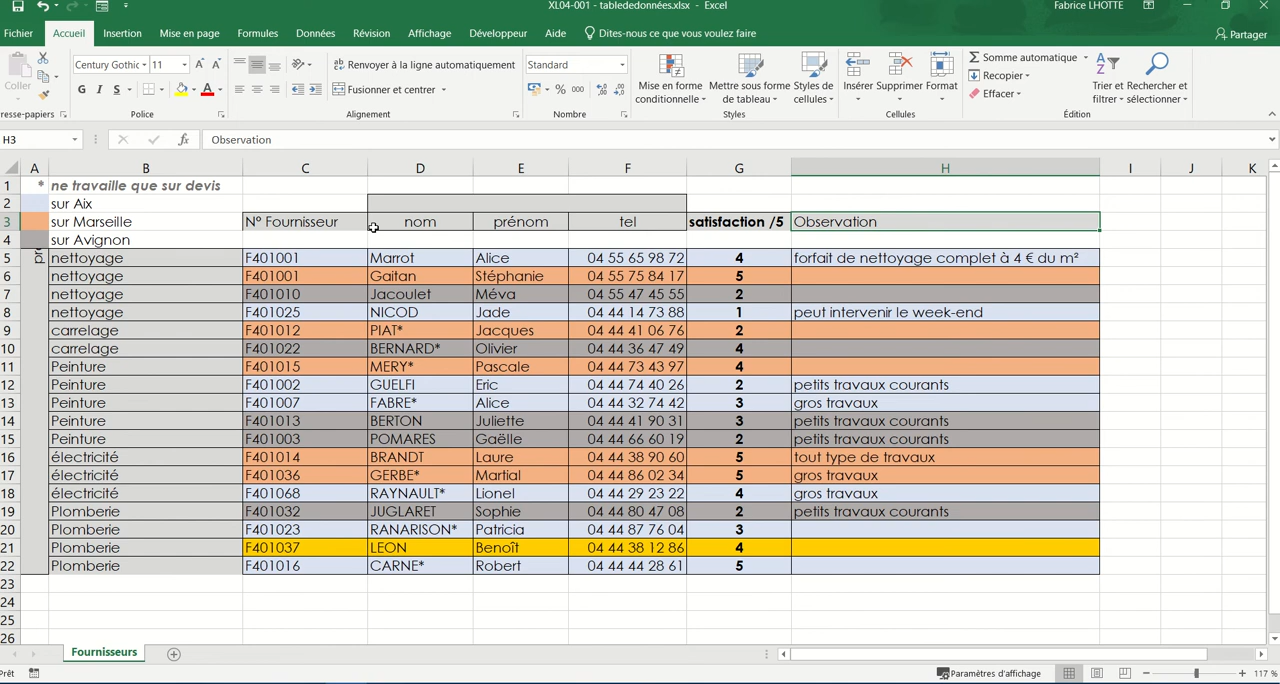 XL04-001 - tablededonnées.xlsx - Excel
Fabrice LHOTTE
Fichier Accueil Insertion Mise en page Formules Données Révision Affichage Développeur Aide Dites-nous ce que vous voulez faire
Partager
Coller
Century Gothic 11
Renvoyer à la ligne automatiquement
Standard
G I S
Fusionner et centrer
% 000
Mise en forme conditionnelle
Mettre sous forme de tableau
Styles de cellules
Insérer Supprimer Format
Somme automatique
Recopier
Effacer
Trier et filtrer
Rechercher et sélectionner
resse-papiers Police Alignement Nombre Styles Cellules Édition
H3 fx Observation
A B C D E F G H I J K
1 * ne travaille que sur devis
2 sur Aix
3 sur Marseille N° Fournisseur nom prénom tel satisfaction /5 Observation
4 sur Avignon
5 nettoyage F401001 Marrot Alice 04 55 65 98 72 4 forfait de nettoyage complet à 4 € du m²
6 nettoyage F401001 Gaitan Stéphanie 04 55 75 84 17 5
7 nettoyage F401010 Jacoulet Méva 04 55 47 45 55 2
8 nettoyage F401025 NICOD Jade 04 44 14 73 88 1 peut intervenir le week-end
9 carrelage F401012 PIAT* Jacques 04 44 41 06 76 2
10 carrelage F401022 BERNARD* Olivier 04 44 36 47 49 4
11 Peinture F401015 MERY* Pascale 04 44 73 43 97 4
12 Peinture F401002 GUELFI Eric 04 44 74 40 26 2 petits travaux courants
13 Peinture F401007 FABRE* Alice 04 44 32 74 42 3 gros travaux
14 Peinture F401013 BERTON Juliette 04 44 41 90 31 3 petits travaux courants
15 Peinture F401003 POMARES Gaëlle 04 44 66 60 19 2 petits travaux courants
16 électricité F401014 BRANDT Laure 04 44 38 90 60 5 tout type de travaux
17 électricité F401036 GERBE* Martial 04 44 86 02 34 5 gros travaux
18 électricité F401068 RAYNAULT* Lionel 04 44 29 23 22 4 gros travaux
19 Plomberie F401032 JUGLARET Sophie 04 44 80 47 08 2 petits travaux courants
20 Plomberie F401023 RANARISON* Patricia 04 44 87 76 04 3
21 Plomberie F401037 LEON Benoît 04 44 38 12 86 4
22 Plomberie F401016 CARNE* Robert 04 44 44 28 61 5
23
24
25
26
Fournisseurs
Prêt
Paramètres d'affichage
117 %